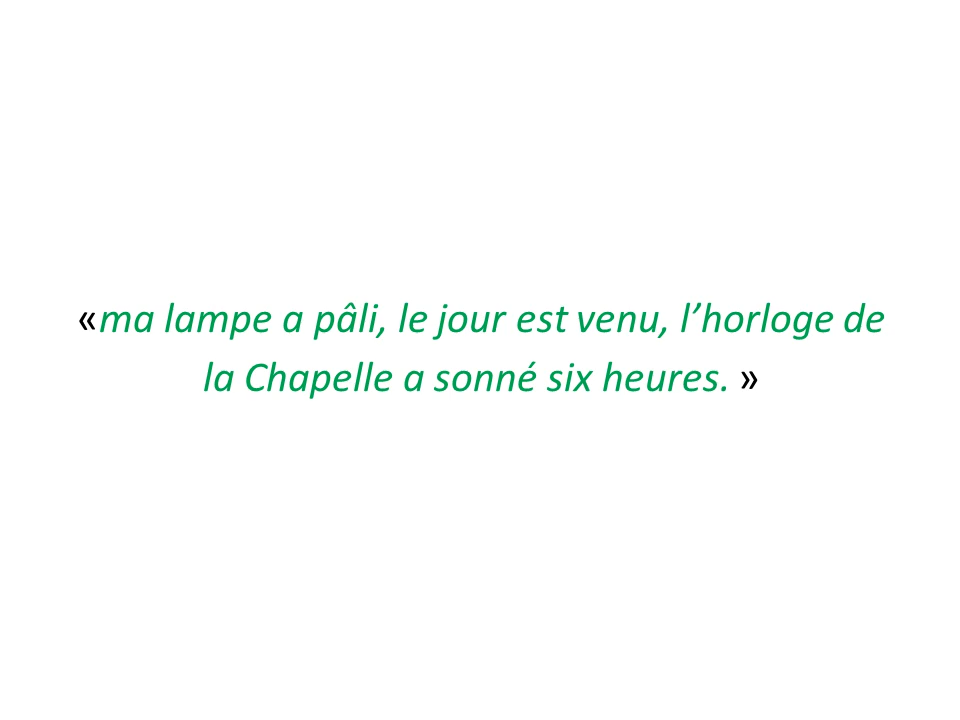 «ma lampe a pâli, le jour est venu, l’horloge de
la Chapelle a sonné six heures. »